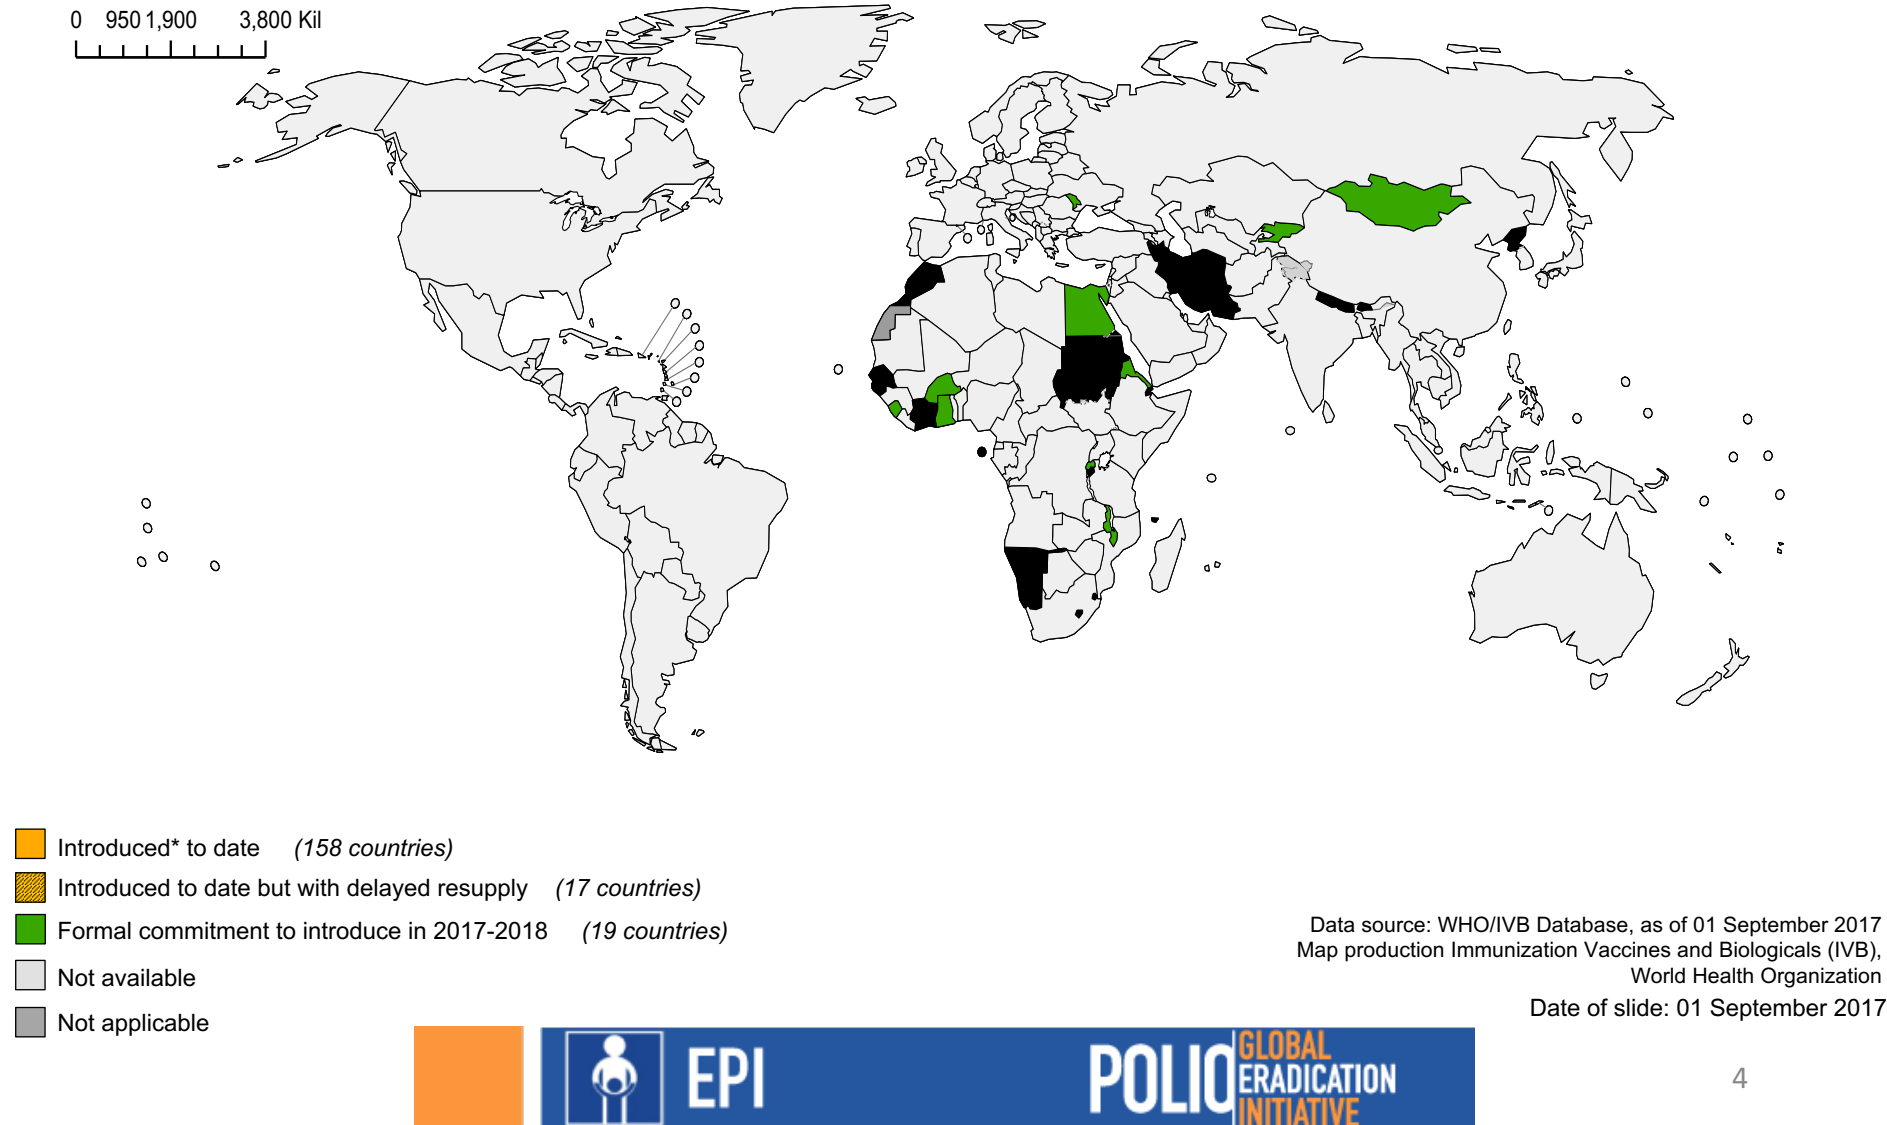 0 950 1,900 3,800 Kil
Introduced* to date (158 countries)
Introduced to date but with delayed resupply (17 countries)
Formal commitment to introduce in 2017-2018 (19 countries)
Not available
Not applicable
Data source: WHO/IVB Database, as of 01 September 2017
Map production Immunization Vaccines and Biologicals (IVB),
World Health Organization
Date of slide: 01 September 2017
EPI
POLIO GLOBAL
ERADICATION
INITIATIVE
4